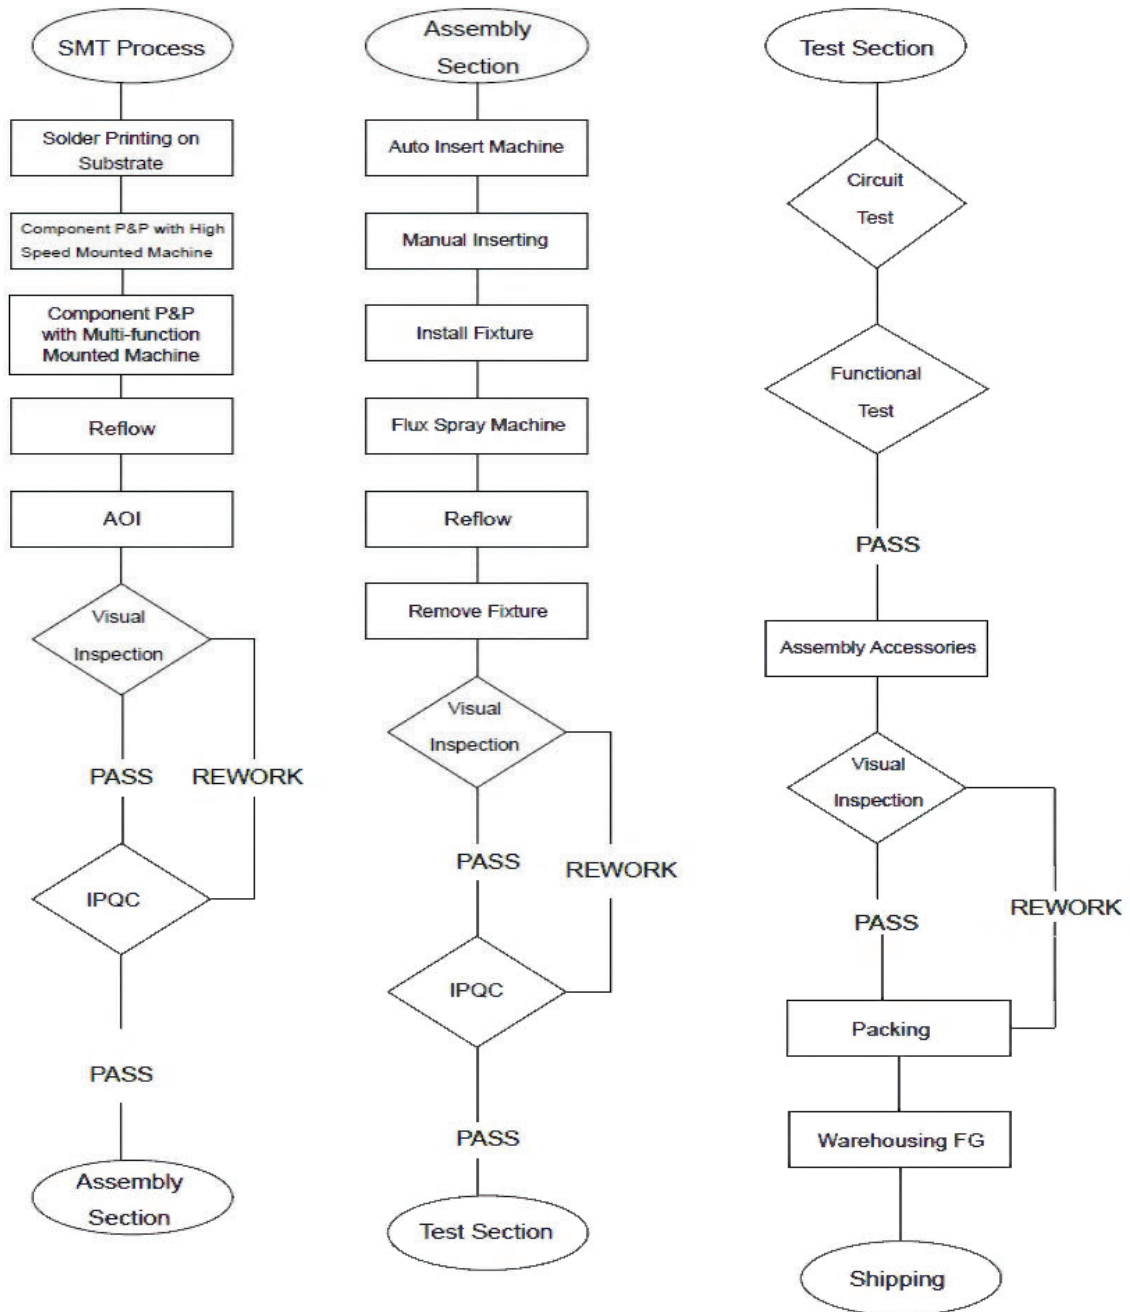 SMT Process
Solder Printing on
Substrate
Component P&P with High
Speed Mounted Machine
Component P&P
with Multi-function
Mounted Machine
Reflow
AOI
Visual
Inspection
PASS
REWORK
IPQC
PASS
Assembly
Section
Assembly
Section
Auto Insert Machine
Manual Inserting
Install Fixture
Flux Spray Machine
Reflow
Remove Fixture
Visual
Inspection
PASS
REWORK
IPQC
PASS
Test Section
Test Section
Circuit
Test
Functional
Test
PASS
Assembly Accessories
Visual
Inspection
PASS
REWORK
Packing
Warehousing FG
Shipping